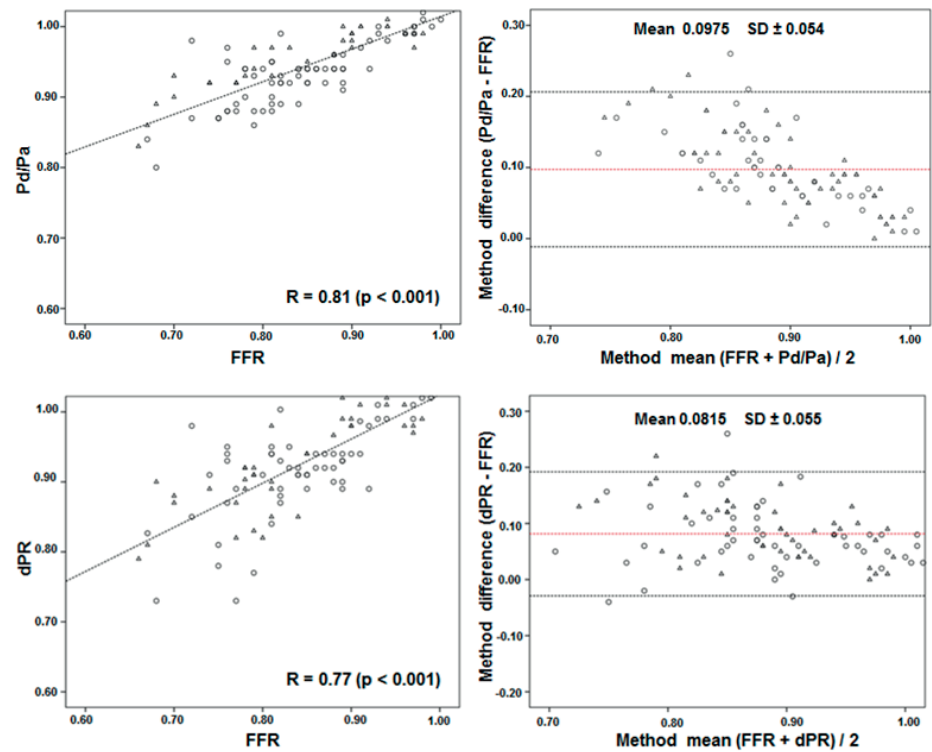 Pd/Pa
1.00
0.90
0.80
0.70
0.60
R = 0.81 (p < 0.001)
0.60 0.70 0.80 0.90 1.00
FFR
Method difference (Pd/Pa - FFR)
Mean 0.0975 SD ± 0.054
0.30
0.20
0.10
0.00
-0.10
0.70 0.80 0.90 1.00
Method mean (FFR + Pd/Pa) / 2
dPR
1.00
0.90
0.80
0.70
0.60
R = 0.77 (p < 0.001)
0.60 0.70 0.80 0.90 1.00
FFR
Method difference (dPR - FFR)
Mean 0.0815 SD ± 0.055
0.30
0.20
0.10
0.00
-0.10
-0.20
0.70 0.80 0.90 1.00
Method mean (FFR + dPR) / 2